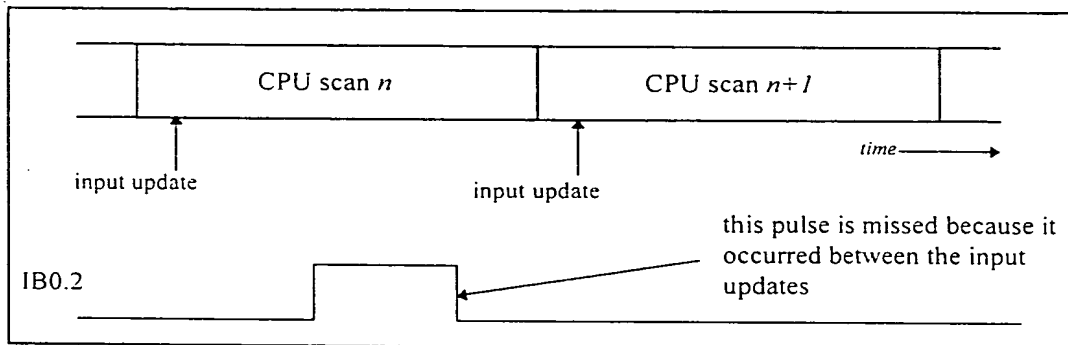 CPU scan n
CPU scan n+1
time
input update
input update
this pulse is missed because it
occurred between the input
updates
IB0.2